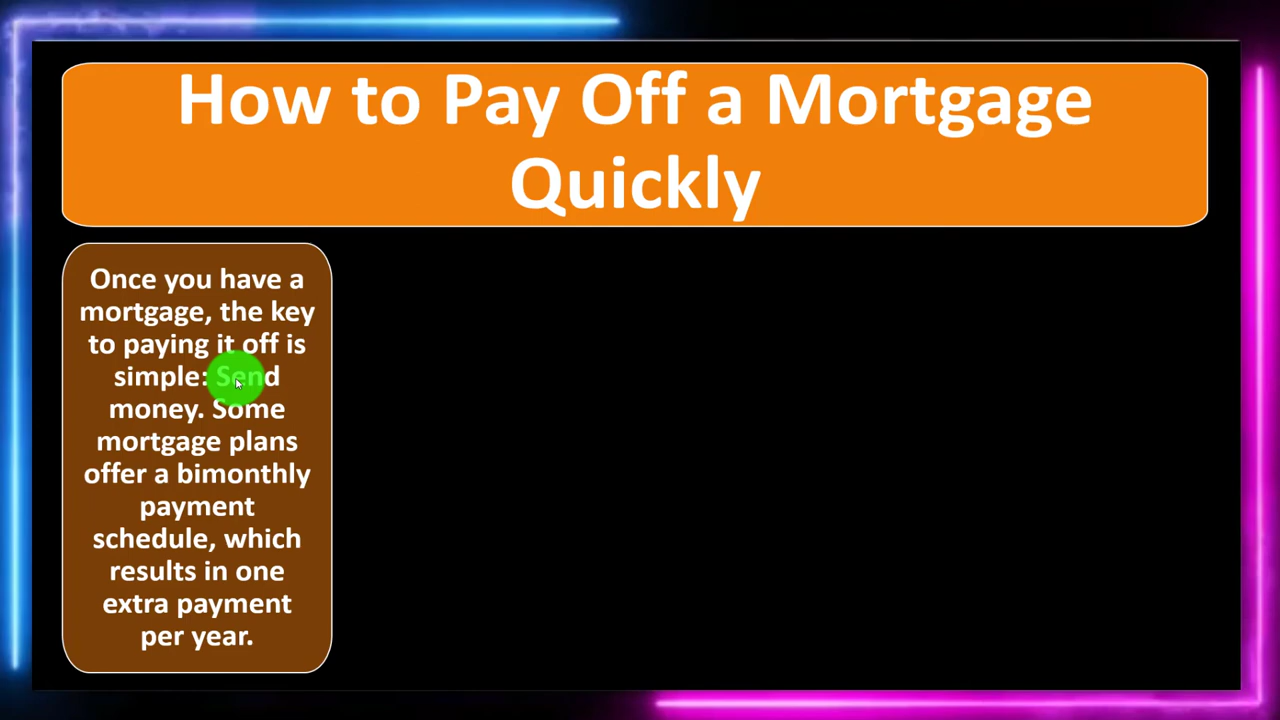 How to Pay Off a Mortgage
Quickly
Once you have a
mortgage, the key
to paying it off is
simple: Send
money. Some
mortgage plans
offer a bimonthly
payment
schedule, which
results in one
extra payment
per year.